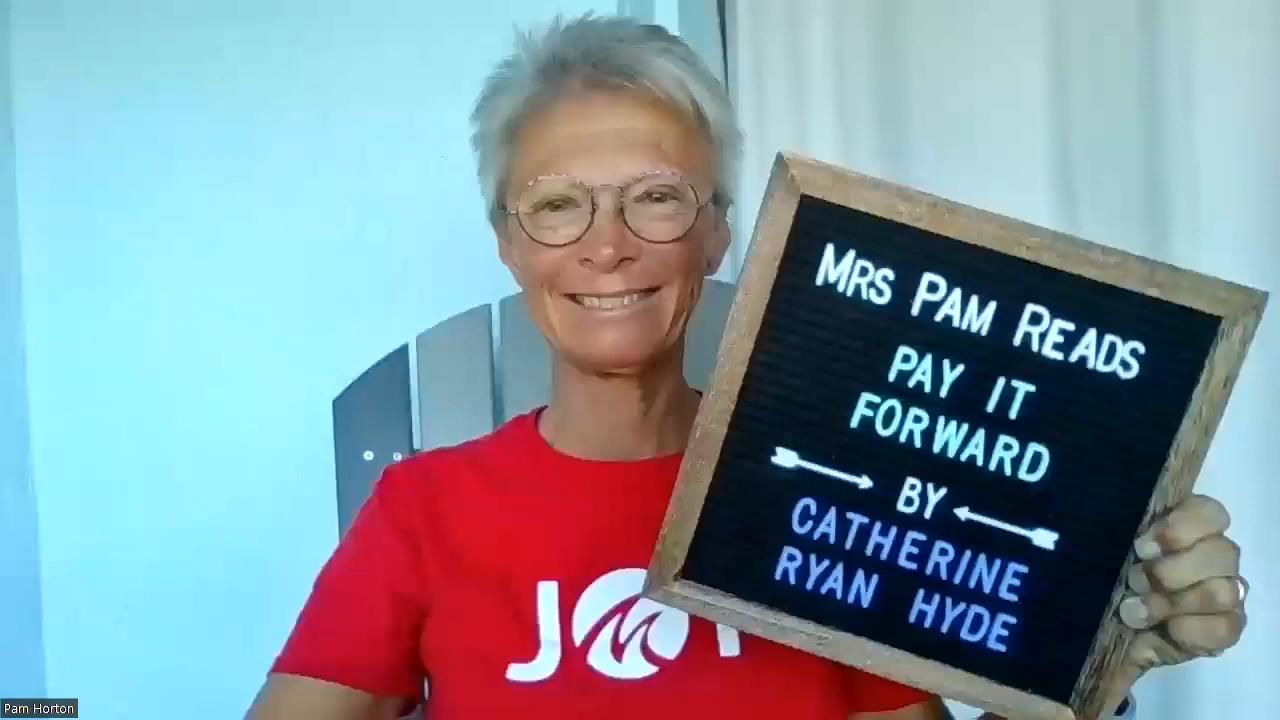 MRS PAM READS
PAY IT
FORWARD
BY
CATHERINE
RYAN HYDE
Pam Horton